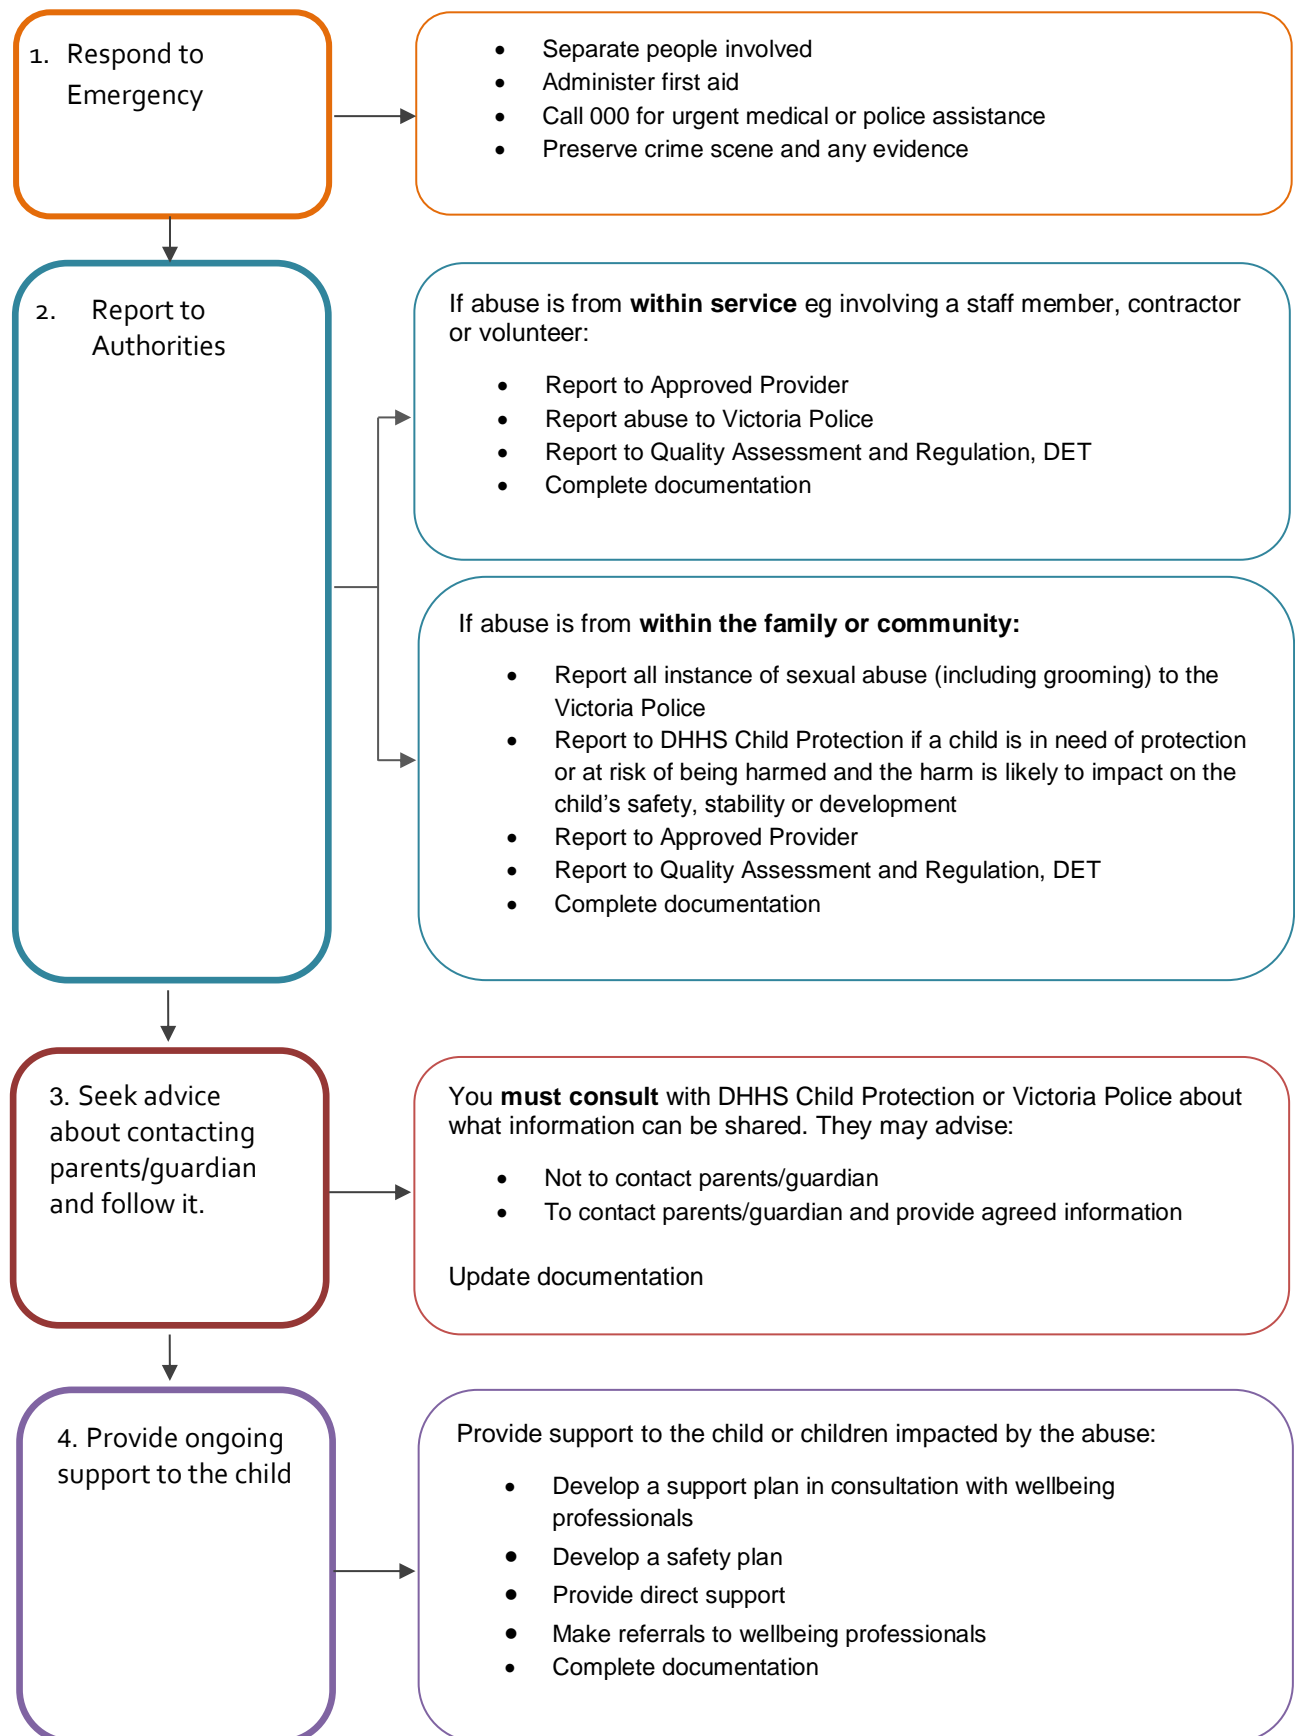 1. Respond to
Emergency
• Separate people involved
• Administer first aid
• Call 000 for urgent medical or police assistance
• Preserve crime scene and any evidence
2. Report to
Authorities
If abuse is from within service eg involving a staff member, contractor
or volunteer:
• Report to Approved Provider
• Report abuse to Victoria Police
• Report to Quality Assessment and Regulation, DET
• Complete documentation
If abuse is from within the family or community:
• Report all instance of sexual abuse (including grooming) to the
Victoria Police
• Report to DHHS Child Protection if a child is in need of protection
or at risk of being harmed and the harm is likely to impact on the
child’s safety, stability or development
• Report to Approved Provider
• Report to Quality Assessment and Regulation, DET
• Complete documentation
3. Seek advice
about contacting
parents/guardian
and follow it.
You must consult with DHHS Child Protection or Victoria Police about
what information can be shared. They may advise:
• Not to contact parents/guardian
• To contact parents/guardian and provide agreed information
Update documentation
4. Provide ongoing
support to the child
Provide support to the child or children impacted by the abuse:
• Develop a support plan in consultation with wellbeing
professionals
• Develop a safety plan
• Provide direct support
• Make referrals to wellbeing professionals
• Complete documentation